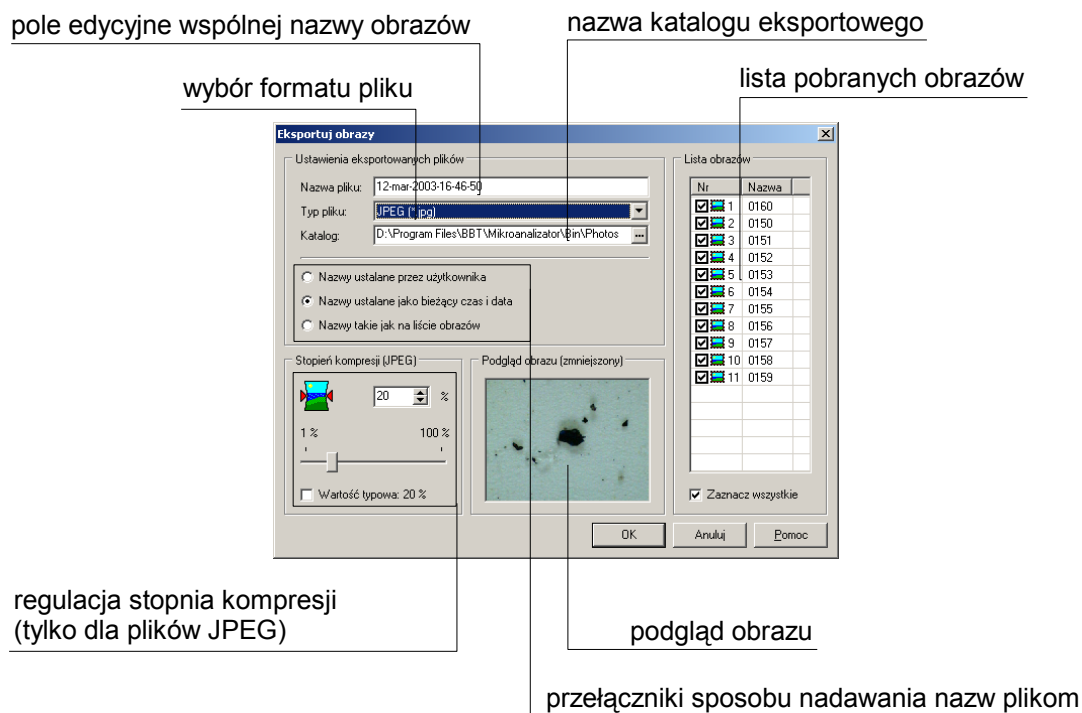 pole edycyjne wspólnej nazwy obrazów
nazwa katalogu eksportowego
wybór formatu pliku
lista pobranych obrazów
Eksportuj obrazy
Ustawienia eksportowanych plików
Nazwa pliku: 12-mar-2003-16-46-50
Typ pliku: JPEG (*.jpg)
Katalog: D:\Program Files\BBT\Mikroanalizator\Bin\Photos ...
Nazwy ustalane przez użytkownika
Nazwy ustalane jako bieżący czas i data
Nazwy takie jak na liście obrazów
Stopień kompresji (JPEG)
20 %
1 % 100 %
Wartość typowa: 20 %
Podgląd obrazu (zmniejszony)
Lista obrazów
Nr Nazwa
1 0160
2 0150
3 0151
4 0152
5 0153
6 0154
7 0155
8 0156
9 0157
10 0158
11 0159
Zaznacz wszystkie
OK Anuluj Pomoc
regulacja stopnia kompresji
(tylko dla plików JPEG)
podgląd obrazu
przełączniki sposobu nadawania nazw plikom